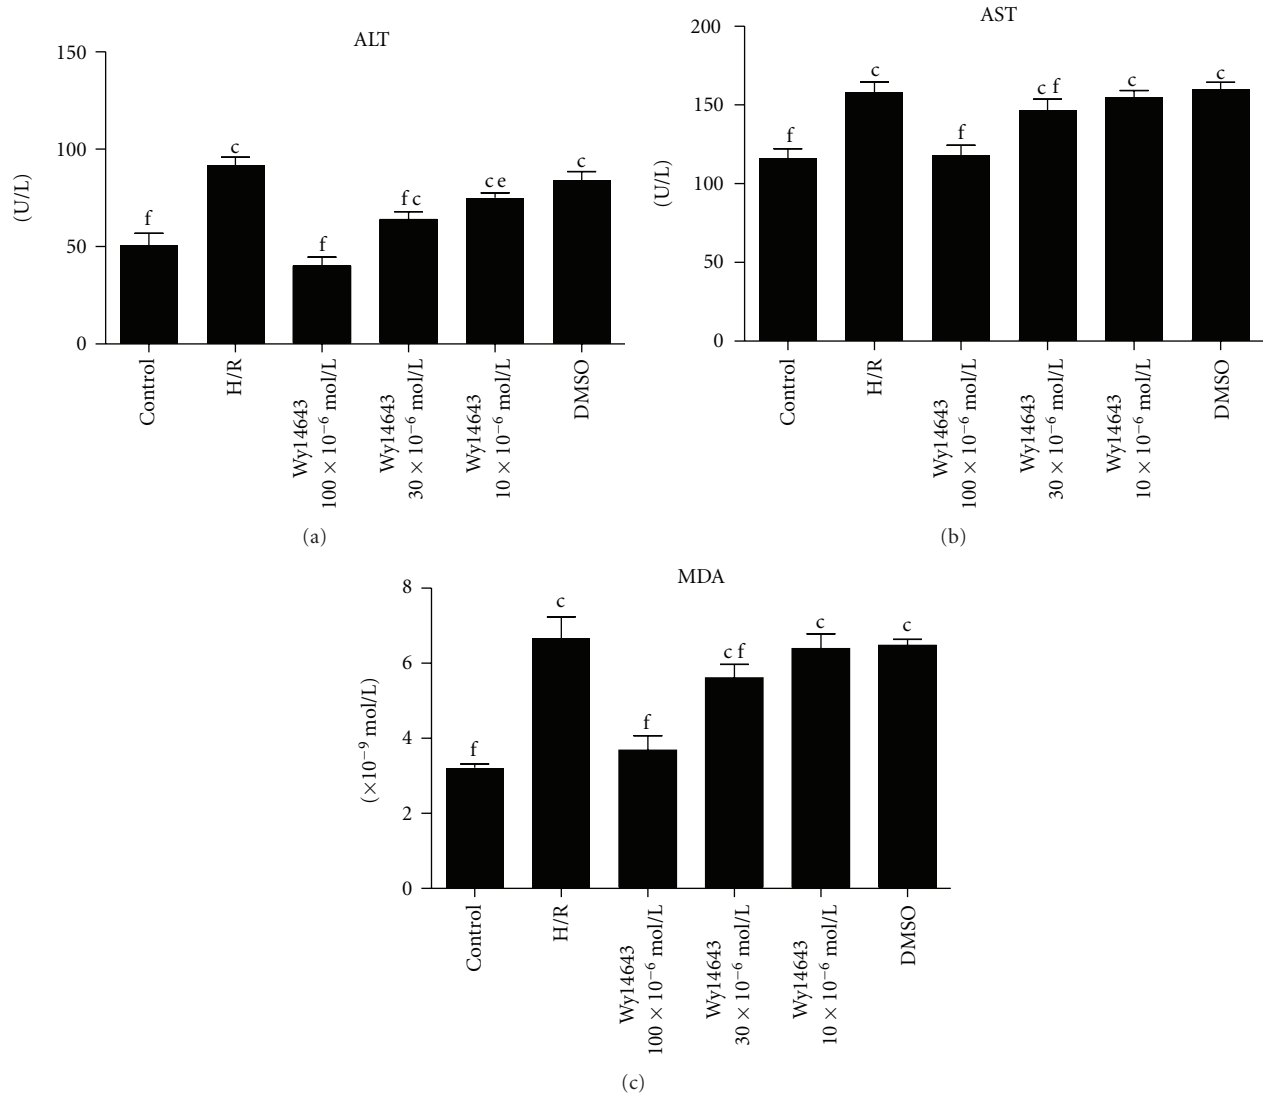 ALT
150
100
50
0
(U/L)
f
c
f
f c
c e
c
Control
H/R
Wy14643
100 × 10−6 mol/L
Wy14643
30 × 10−6 mol/L
Wy14643
10 × 10−6 mol/L
DMSO
(a)
AST
200
150
100
50
0
(U/L)
f
c
f
c f
c
c
Control
H/R
Wy14643
100 × 10−6 mol/L
Wy14643
30 × 10−6 mol/L
Wy14643
10 × 10−6 mol/L
DMSO
(b)
MDA
8
6
4
2
0
(×10−9 mol/L)
f
c
f
c f
c
c
Control
H/R
Wy14643
100 × 10−6 mol/L
Wy14643
30 × 10−6 mol/L
Wy14643
10 × 10−6 mol/L
DMSO
(c)